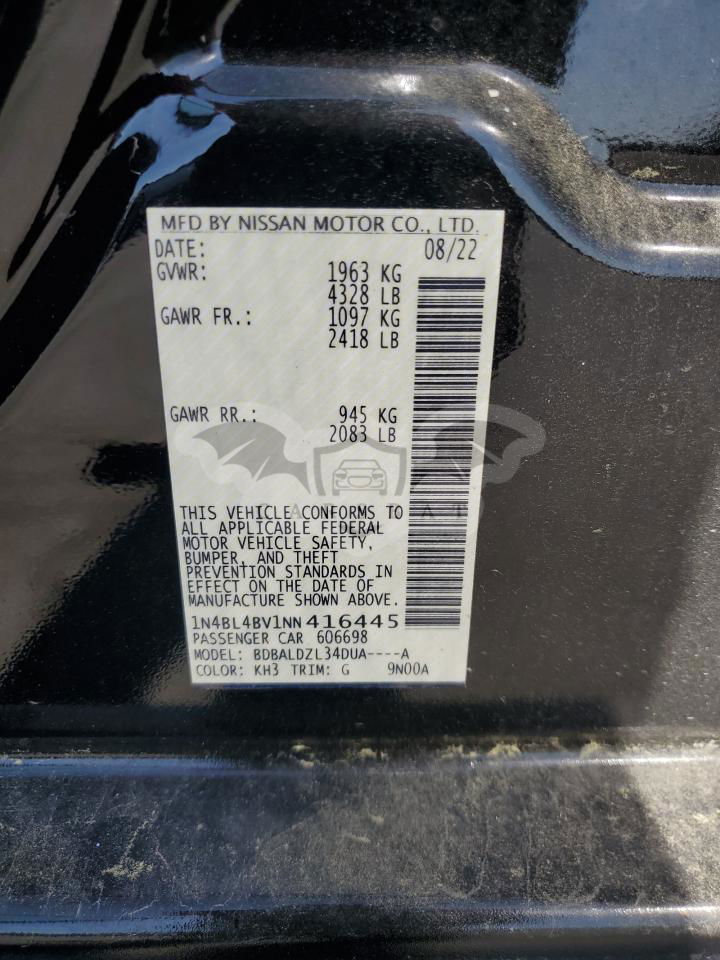 MFD BY NISSAN MOTOR CO., LTD.
DATE: 08/22
GVWR: 1963 KG
4328 LB
GAWR FR.: 1097 KG
2418 LB
GAWR RR.: 945 KG
2083 LB
THIS VEHICLE CONFORMS TO
ALL APPLICABLE FEDERAL
MOTOR VEHICLE SAFETY,
BUMPER, AND THEFT
PREVENTION STANDARDS IN
EFFECT ON THE DATE OF
MANUFACTURE SHOWN ABOVE.
1N4BL4BV1NN416445
PASSENGER CAR 606698
MODEL: BDBALDZL34DUA----A
COLOR: KH3 TRIM: G 9N00A